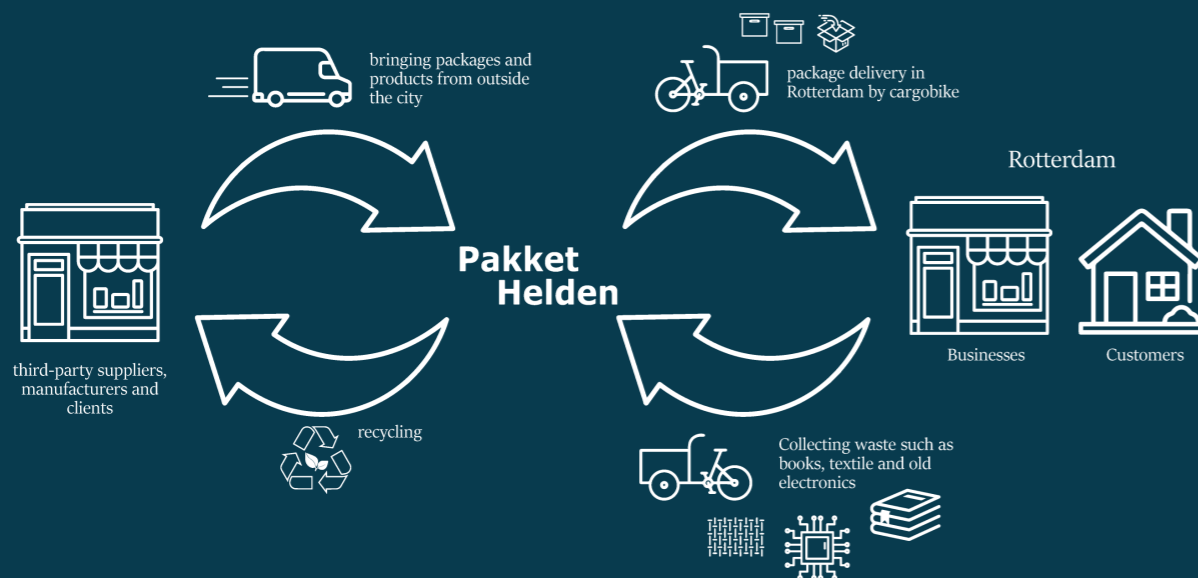 bringing packages and
products from outside
the city
package delivery in
Rotterdam by cargobike
Rotterdam
Pakket
Helden
third-party suppliers,
manufacturers and
clients
Businesses
Customers
recycling
Collecting waste such as
books, textile and old
electronics